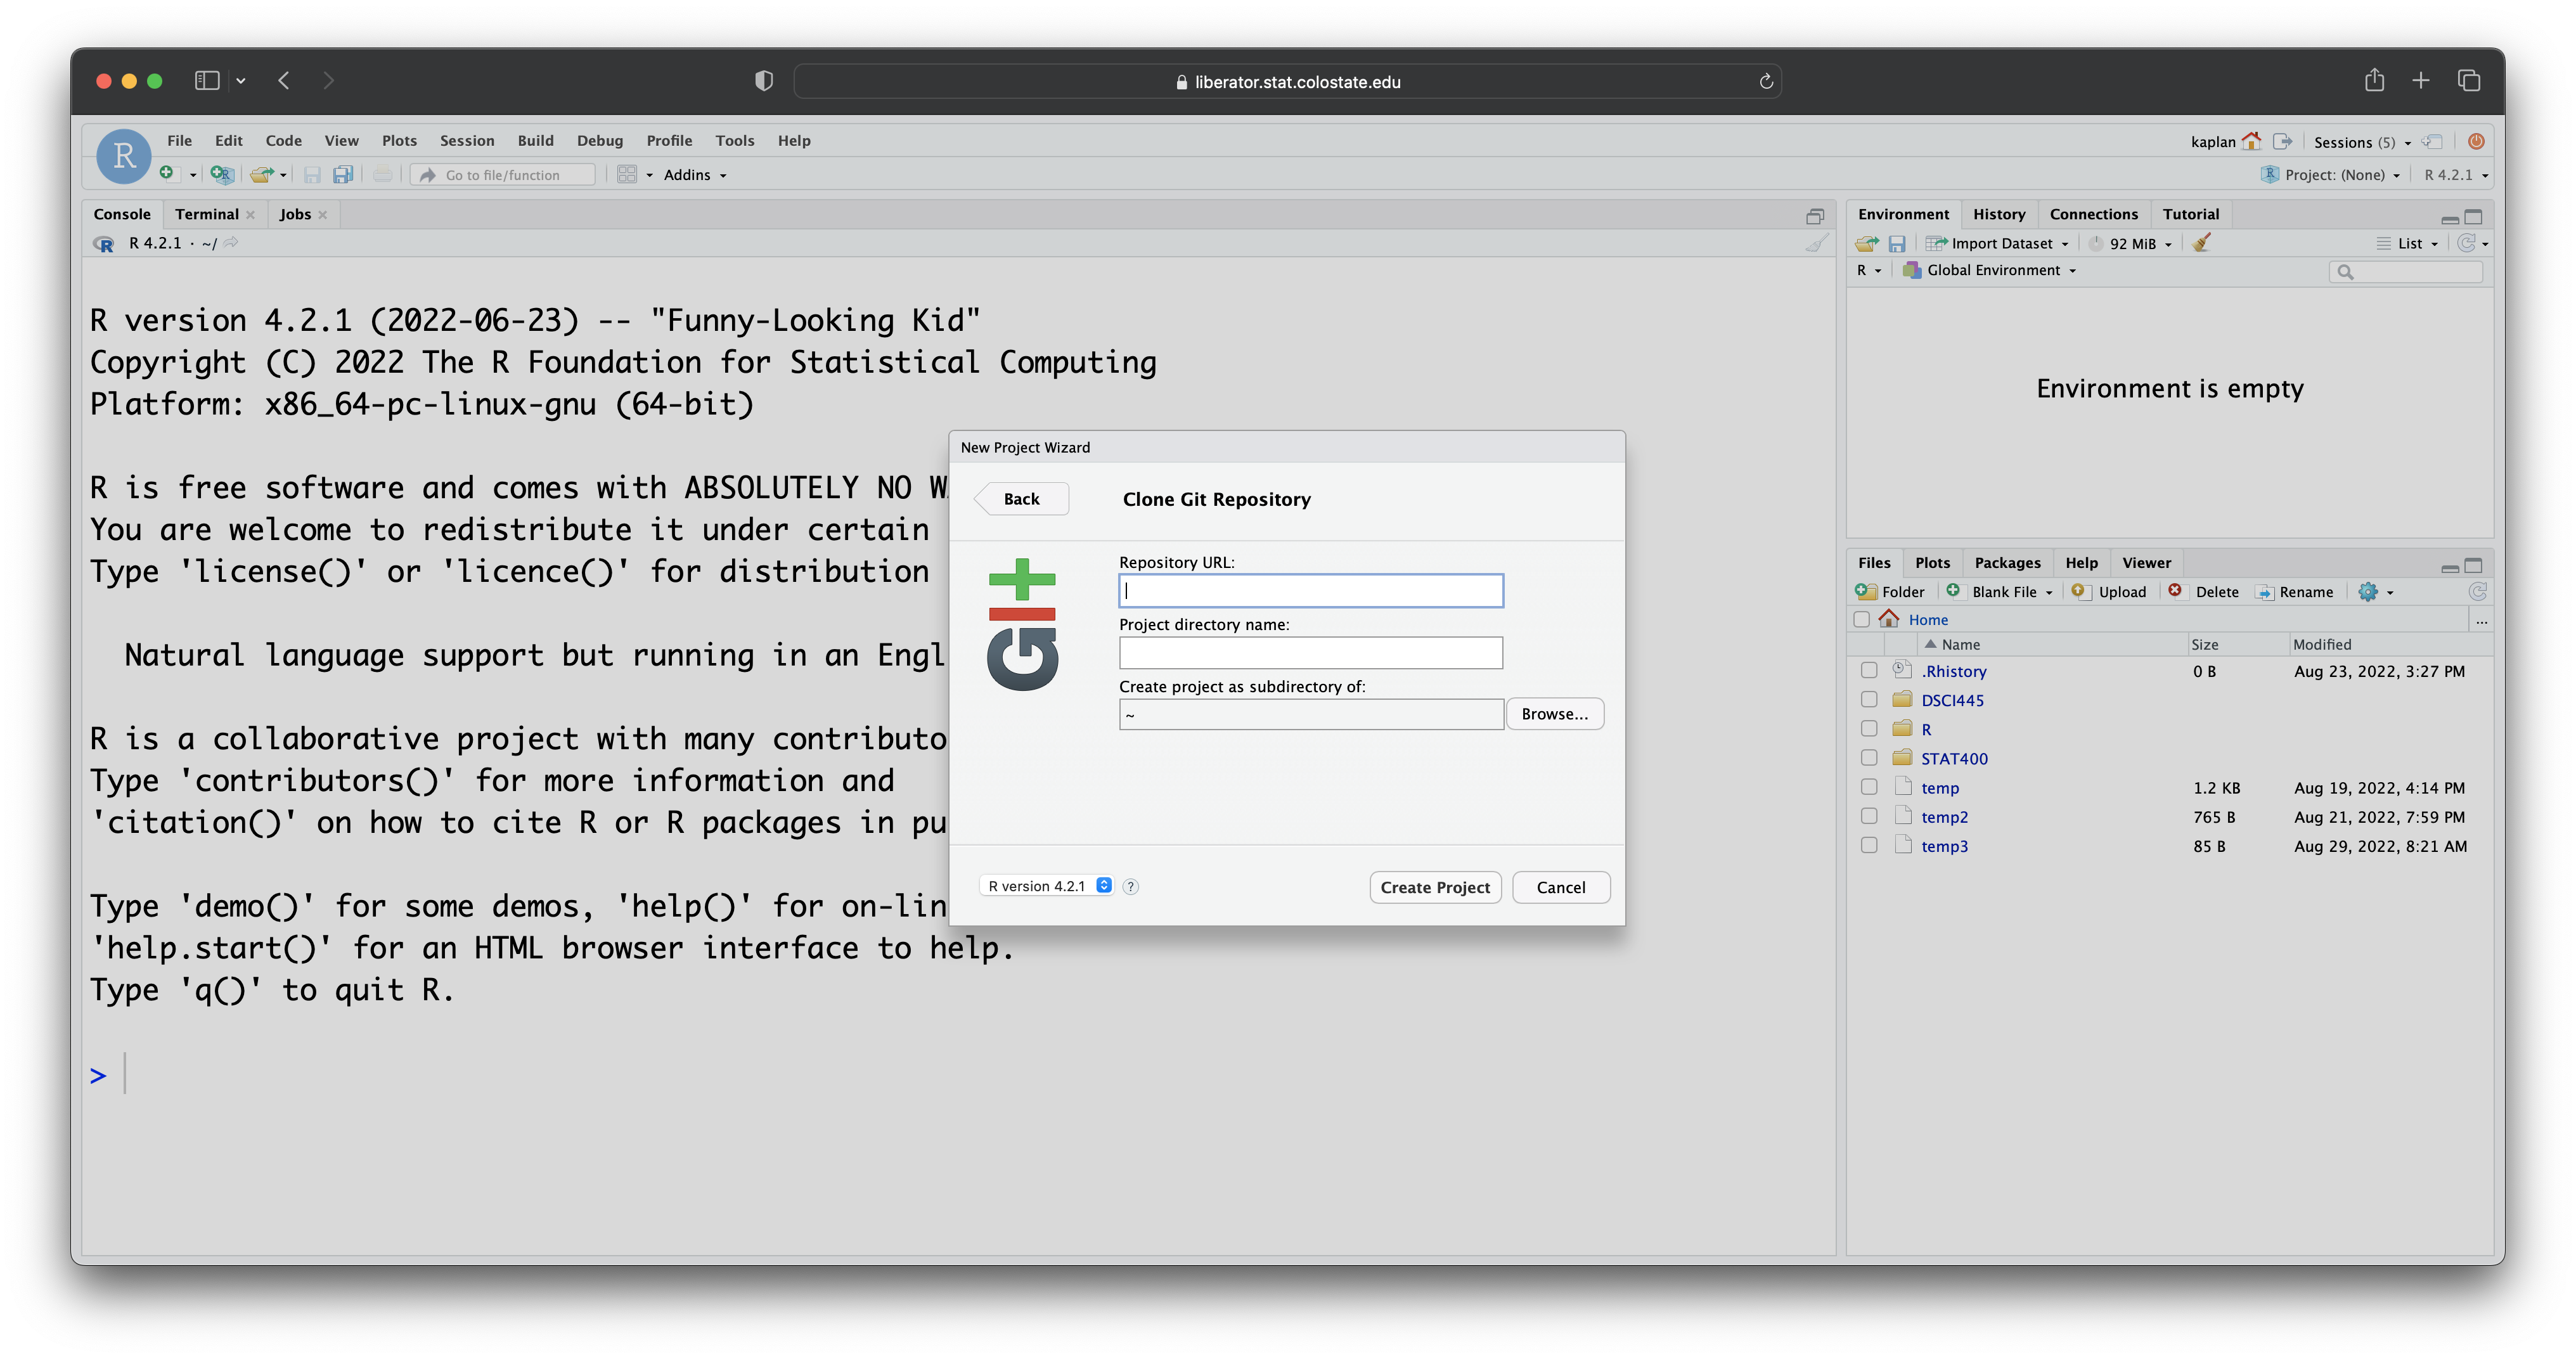 liberator.stat.colostate.edu
R
File Edit Code View Plots Session Build Debug Profile Tools Help
kaplan Sessions (5)
Go to file/function Addins
R Project: (None) R 4.2.1
Console Terminal Jobs
R R 4.2.1 · ~/
R version 4.2.1 (2022-06-23) -- "Funny-Looking Kid"
Copyright (C) 2022 The R Foundation for Statistical Computing
Platform: x86_64-pc-linux-gnu (64-bit)
R is free software and comes with ABSOLUTELY NO W
You are welcome to redistribute it under certain
Type 'license()' or 'licence()' for distribution
Natural language support but running in an Engl
R is a collaborative project with many contributo
Type 'contributors()' for more information and
'citation()' on how to cite R or R packages in pu
Type 'demo()' for some demos, 'help()' for on-lin
'help.start()' for an HTML browser interface to help.
Type 'q()' to quit R.
>
New Project Wizard
Back Clone Git Repository
GIt
Repository URL:
Project directory name:
Create project as subdirectory of:
~ Browse...
R version 4.2.1 ? Create Project Cancel
Environment History Connections Tutorial
Import Dataset 92 MiB List
R Global Environment
Environment is empty
Files Plots Packages Help Viewer
Folder Blank File Upload Delete Rename
Home ...
Name Size Modified
.Rhistory 0 B Aug 23, 2022, 3:27 PM
DSCI445
R
STAT400
temp 1.2 KB Aug 19, 2022, 4:14 PM
temp2 765 B Aug 21, 2022, 7:59 PM
temp3 85 B Aug 29, 2022, 8:21 AM